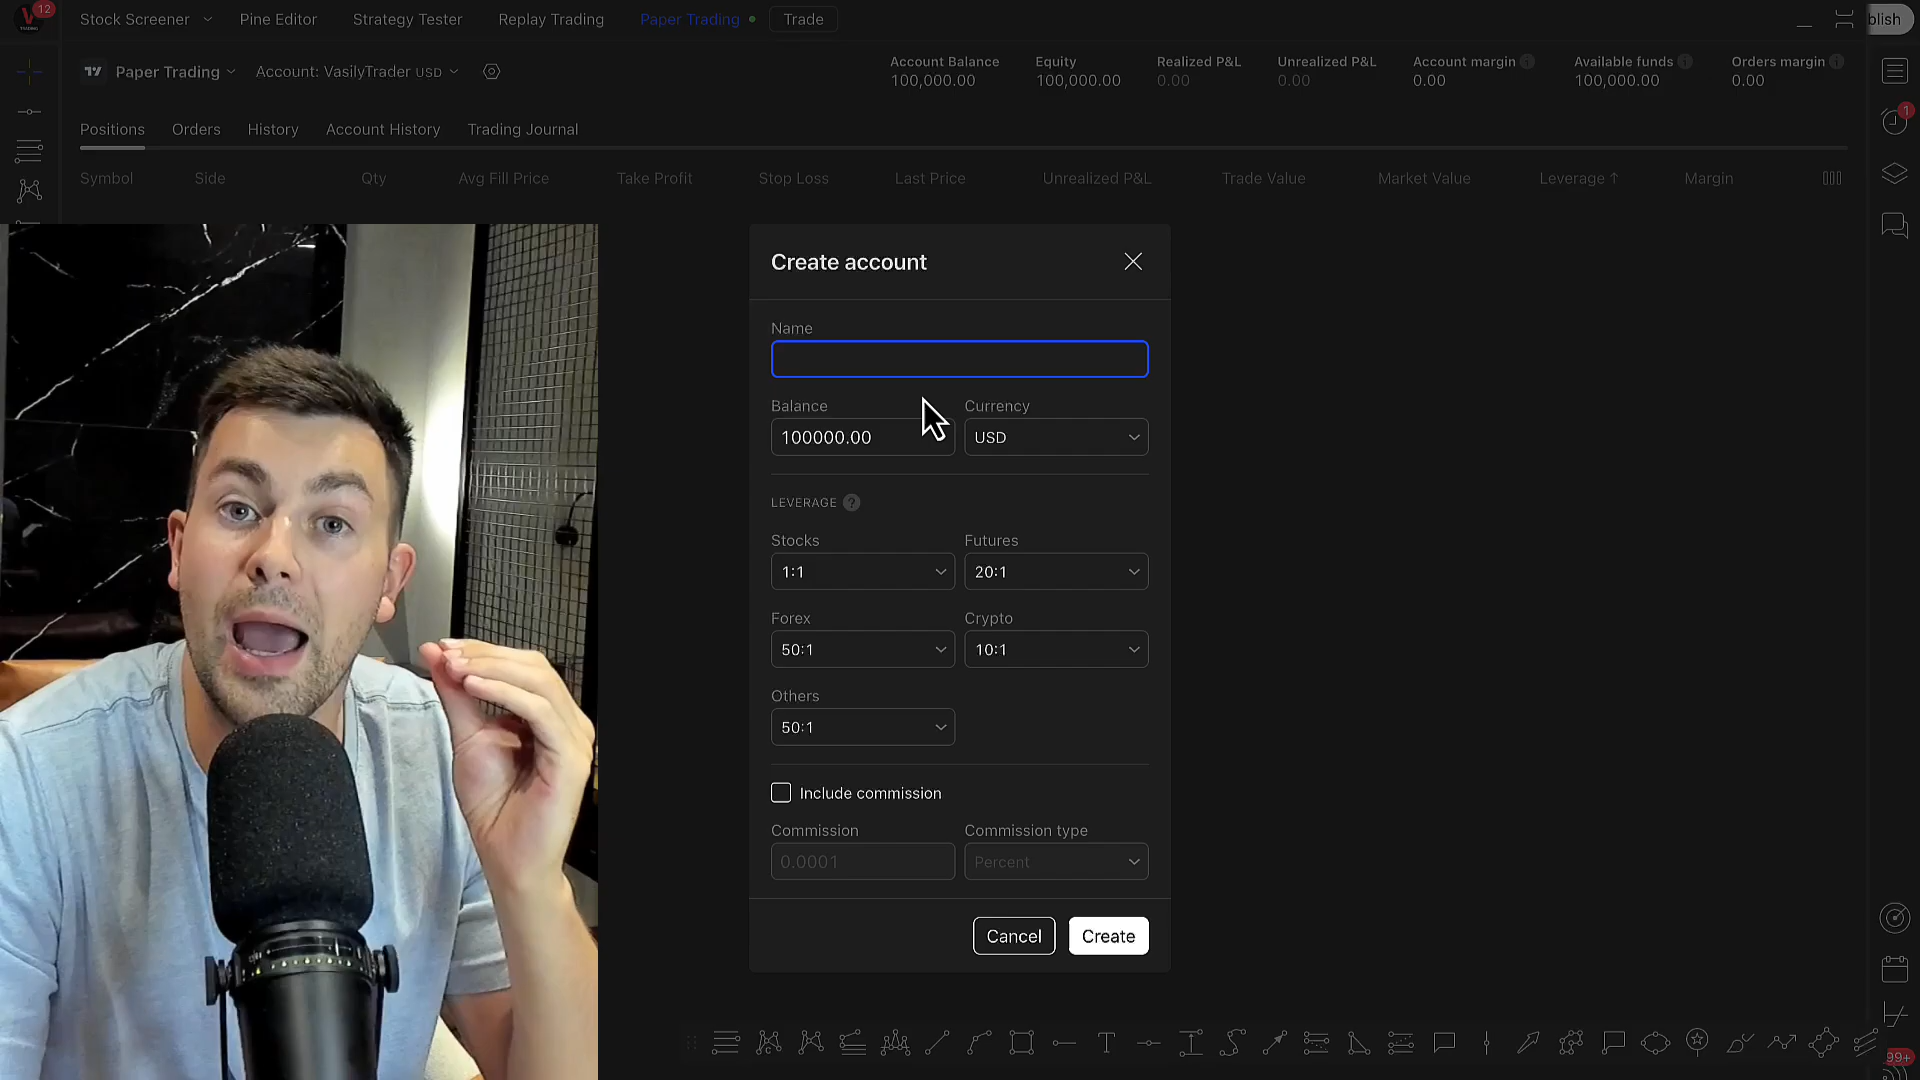 12
Stock Screener Pine Editor Strategy Tester Replay Trading Paper Trading Trade
blish
TRADING
Paper Trading Account: VasilyTrader USD
Account Balance Equity Realized P&L Unrealized P&L Account margin Available funds Orders margin
100,000.00 100,000.00 0.00 0.00 0.00 100,000.00 0.00
1
Positions Orders History Account History Trading Journal
Symbol Side Qty Avg Fill Price Take Profit Stop Loss Last Price Unrealized P&L Trade Value Market Value Leverage ↑ Margin
Create account
Name
Balance Currency
100000.00 USD
LEVERAGE ?
Stocks Futures
1:1 20:1
Forex Crypto
50:1 10:1
Others
50:1
Include commission
Commission Commission type
0.0001 Percent
Cancel Create
T
99+